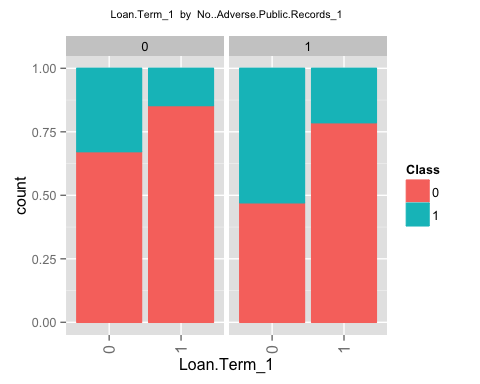 Loan.Term_1 by No..Adverse.Public.Records_1
0 1
1.00
0.75
0.50
0.25
0.00
count
0 1 0 1
Loan.Term_1
Class
0
1